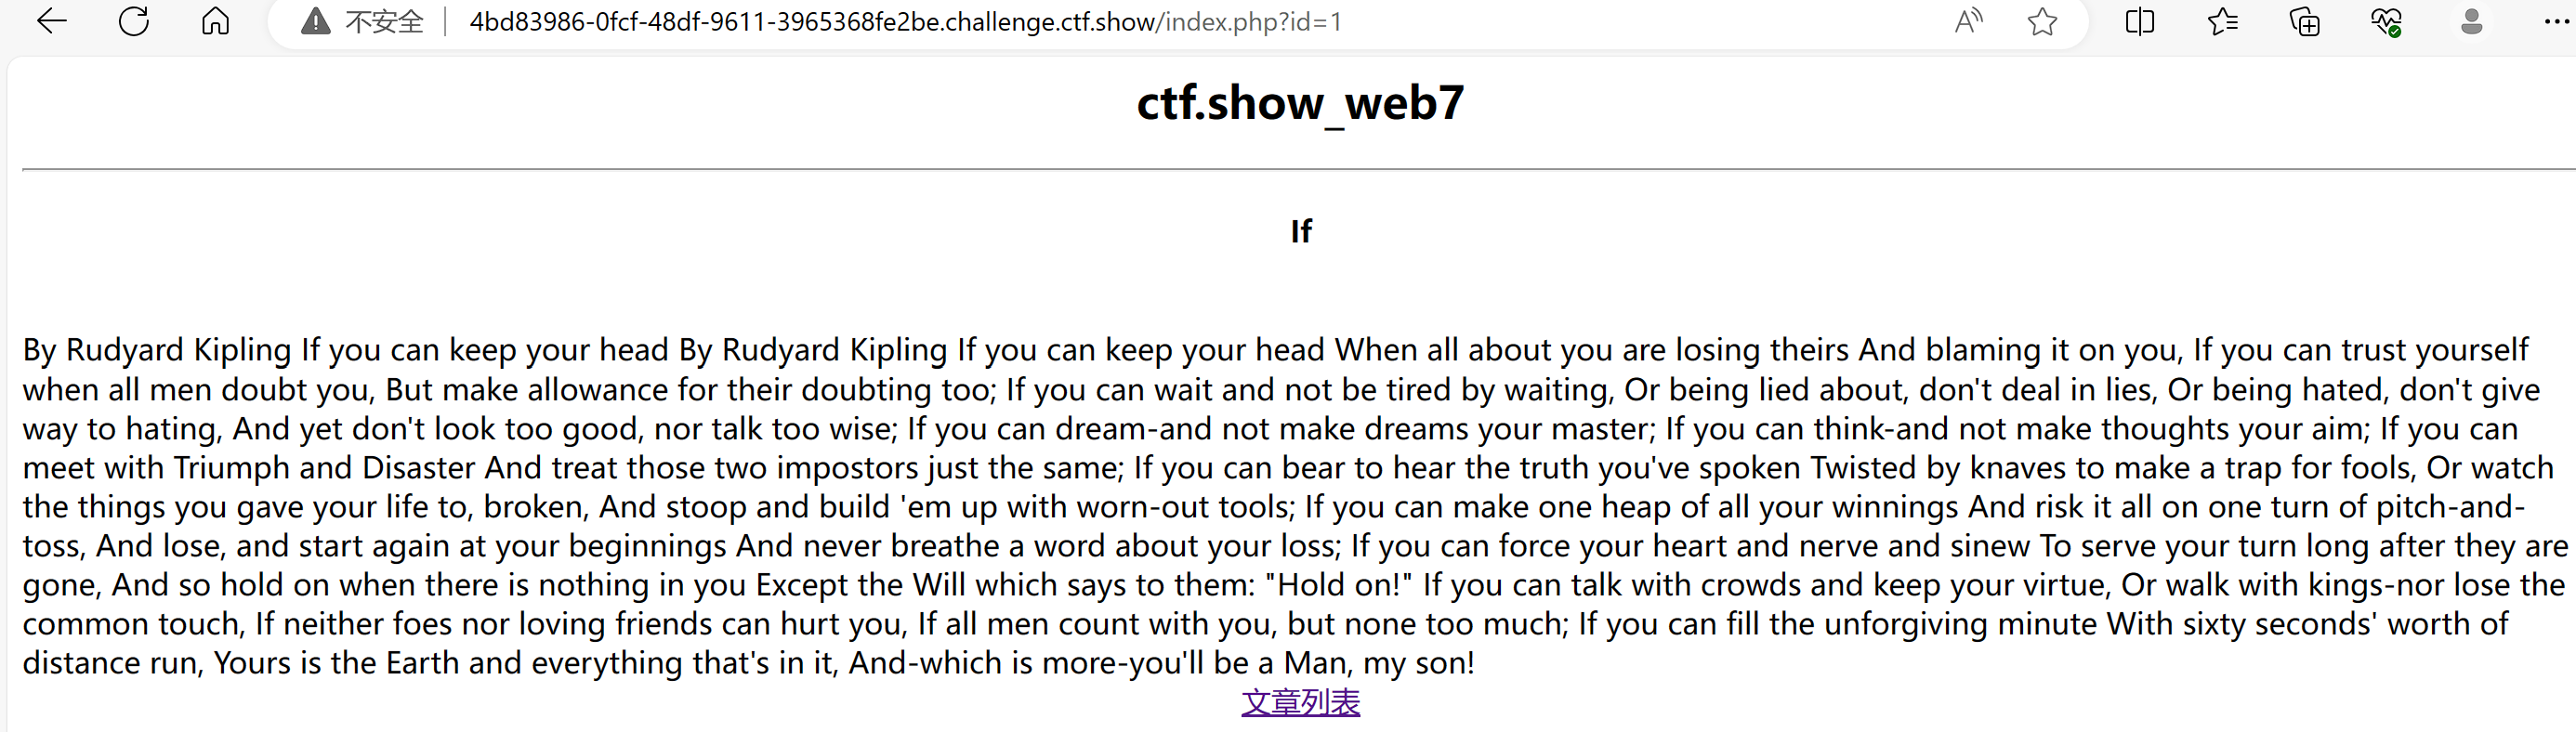 不安全 4bd83986-0fcf-48df-9611-3965368fe2be.challenge.ctf.show/index.php?id=1
ctf.show_web7
If
By Rudyard Kipling If you can keep your head By Rudyard Kipling If you can keep your head When all about you are losing theirs And blaming it on you, If you can trust yourself
when all men doubt you, But make allowance for their doubting too; If you can wait and not be tired by waiting, Or being lied about, don't deal in lies, Or being hated, don't give
way to hating, And yet don't look too good, nor talk too wise; If you can dream-and not make dreams your master; If you can think-and not make thoughts your aim; If you can
meet with Triumph and Disaster And treat those two impostors just the same; If you can bear to hear the truth you've spoken Twisted by knaves to make a trap for fools, Or watch
the things you gave your life to, broken, And stoop and build 'em up with worn-out tools; If you can make one heap of all your winnings And risk it all on one turn of pitch-and-
toss, And lose, and start again at your beginnings And never breathe a word about your loss; If you can force your heart and nerve and sinew To serve your turn long after they are
gone, And so hold on when there is nothing in you Except the Will which says to them: "Hold on!" If you can talk with crowds and keep your virtue, Or walk with kings-nor lose the
common touch, If neither foes nor loving friends can hurt you, If all men count with you, but none too much; If you can fill the unforgiving minute With sixty seconds' worth of
distance run, Yours is the Earth and everything that's in it, And-which is more-you'll be a Man, my son!
文章列表